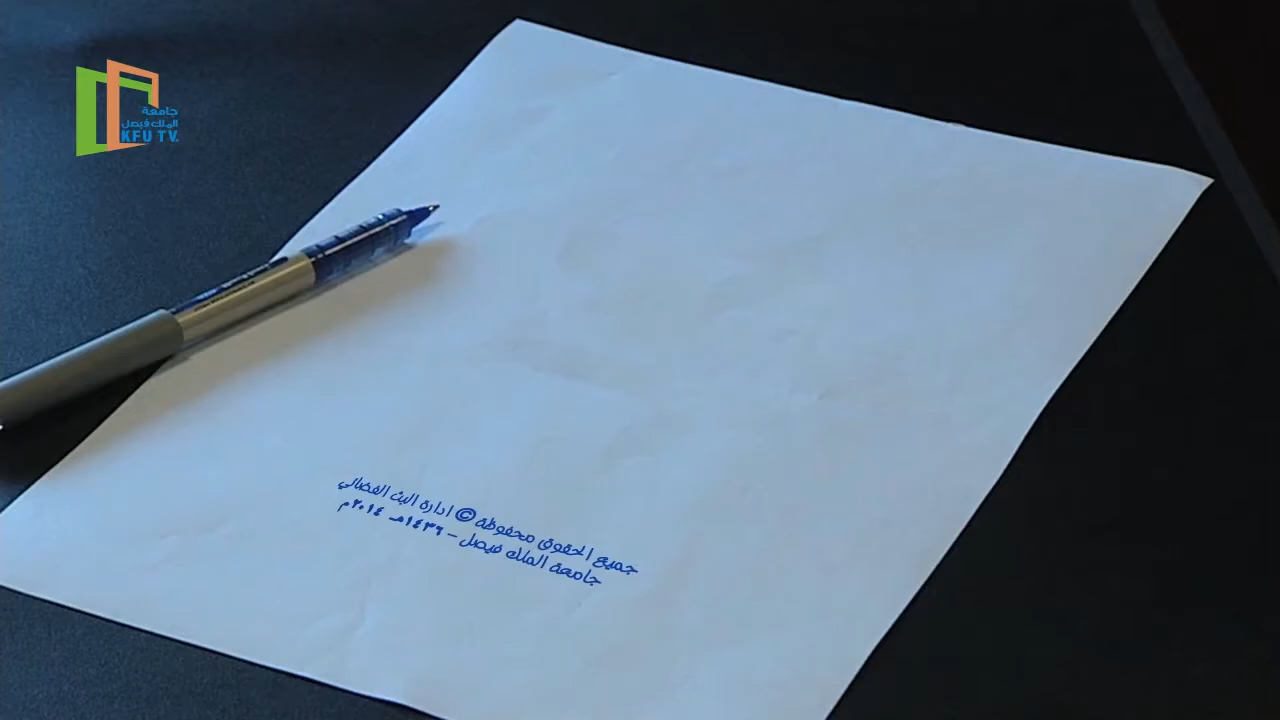 جامعة
الملك فيصل
KFU TV.
جميع الحقوق محفوظة © ادارة البث الفضائي
جامعة الملك فيصل – ١٤٣٦هـ ٢٠١٤م